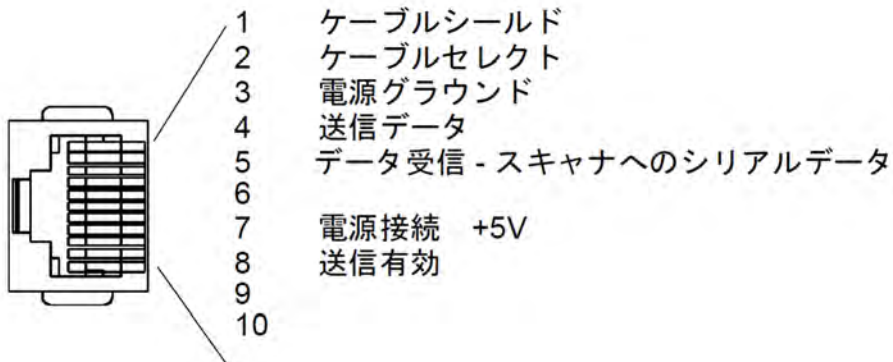 1 ケーブルシールド
2 ケーブルセレクト
3 電源グラウンド
4 送信データ
5 データ受信 - スキャナへのシリアルデータ
6
7 電源接続 +5V
8 送信有効
9
10